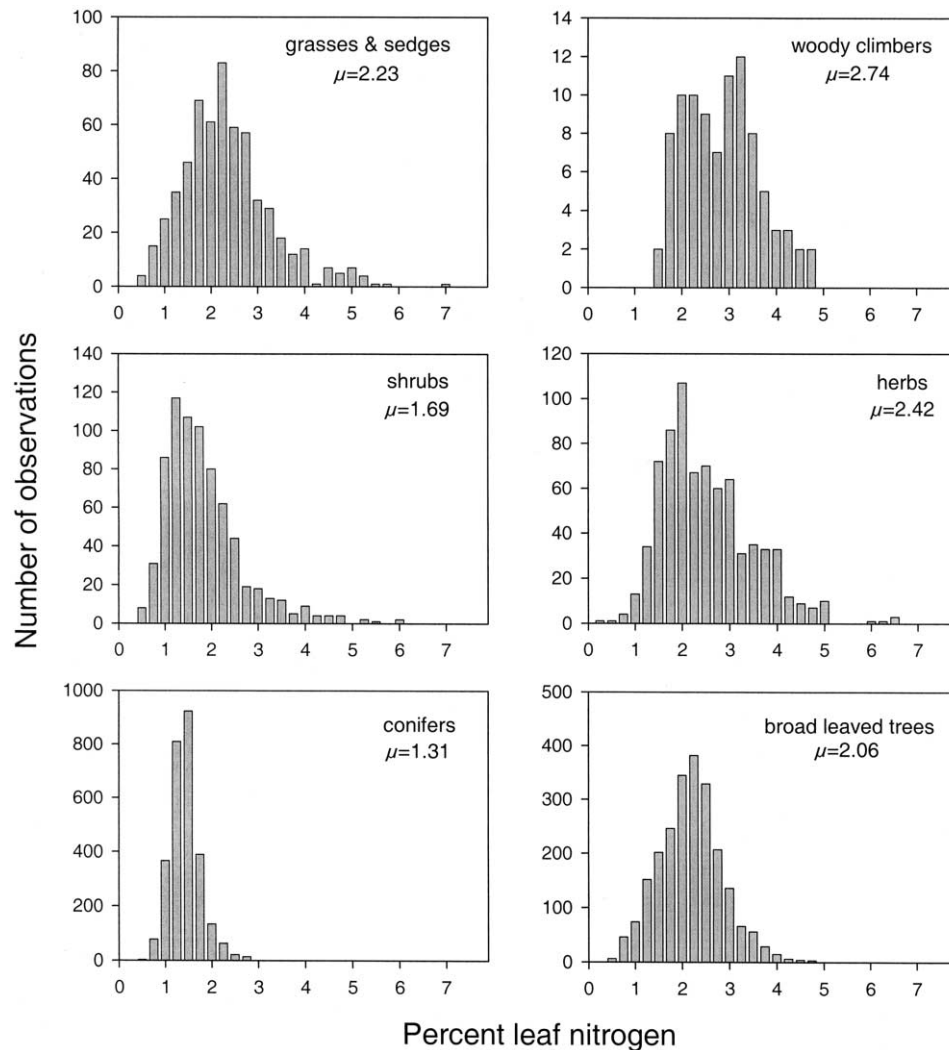 Number of observations
100
80
60
40
20
0
grasses & sedges
μ=2.23
0 1 2 3 4 5 6 7
14
12
10
8
6
4
2
0
woody climbers
μ=2.74
0 1 2 3 4 5 6 7
140
120
100
80
60
40
20
0
shrubs
μ=1.69
0 1 2 3 4 5 6 7
120
100
80
60
40
20
0
herbs
μ=2.42
0 1 2 3 4 5 6 7
1000
800
600
400
200
0
conifers
μ=1.31
0 1 2 3 4 5 6 7
500
400
300
200
100
0
broad leaved trees
μ=2.06
0 1 2 3 4 5 6 7
Percent leaf nitrogen